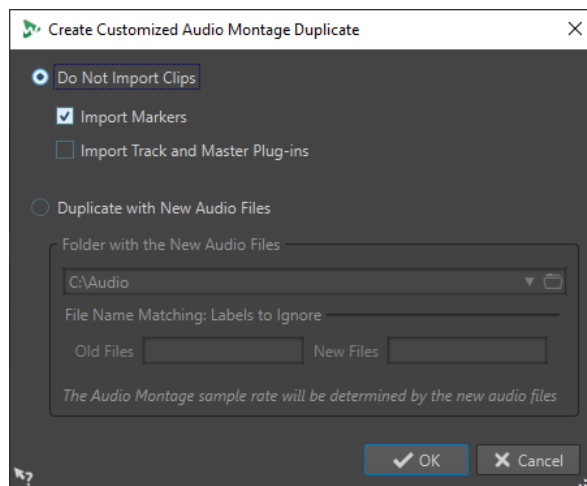 Create Customized Audio Montage Duplicate
Do Not Import Clips
Import Markers
Import Track and Master Plug-ins
Duplicate with New Audio Files
Folder with the New Audio Files
C:\Audio
File Name Matching: Labels to Ignore
Old Files New Files
The Audio Montage sample rate will be determined by the new audio files
OK Cancel
?